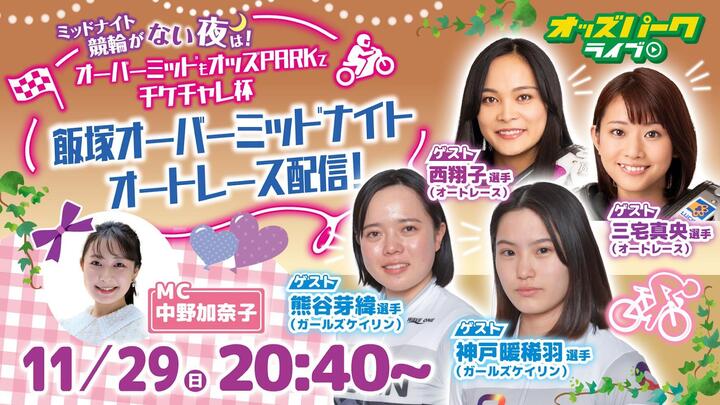 ミッドナイト
競輪がない夜は!
オーバーミッドもオッズPARKで
チケチャレ杯
飯塚オーバーミッドナイト
オートレース配信!
オッズパーク
ライブ
ゲスト
西翔子選手
(オートレース)
ゲスト
三宅真央選手
(オートレース)
MC
中野加奈子
ゲスト
熊谷芽緯選手
(ガールズケイリン)
ゲスト
神戸暖稀羽選手
(ガールズケイリン)
11/29日 20:40~